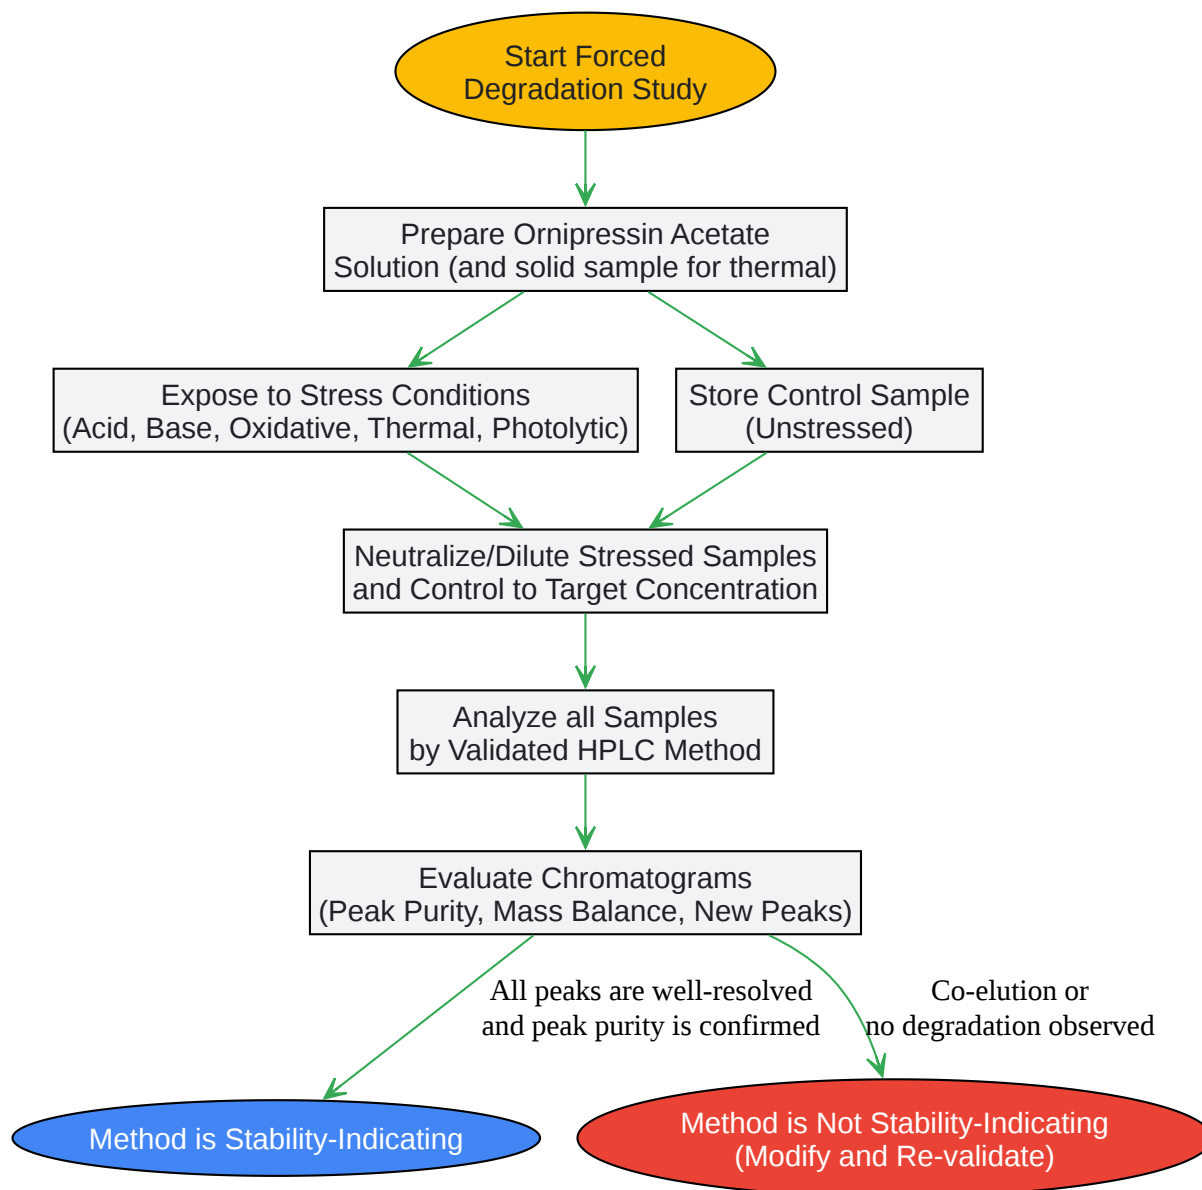 Start Forced
Degradation Study
Prepare Ornipressin Acetate
Solution (and solid sample for thermal)
Expose to Stress Conditions
(Acid, Base, Oxidative, Thermal, Photolytic)
Store Control Sample
(Unstressed)
Neutralize/Dilute Stressed Samples
and Control to Target Concentration
Analyze all Samples
by Validated HPLC Method
Evaluate Chromatograms
(Peak Purity, Mass Balance, New Peaks)
All peaks are well-resolved
and peak purity is confirmed
Co-elution or
no degradation observed
Method is Stability-Indicating
Method is Not Stability-Indicating
(Modify and Re-validate)